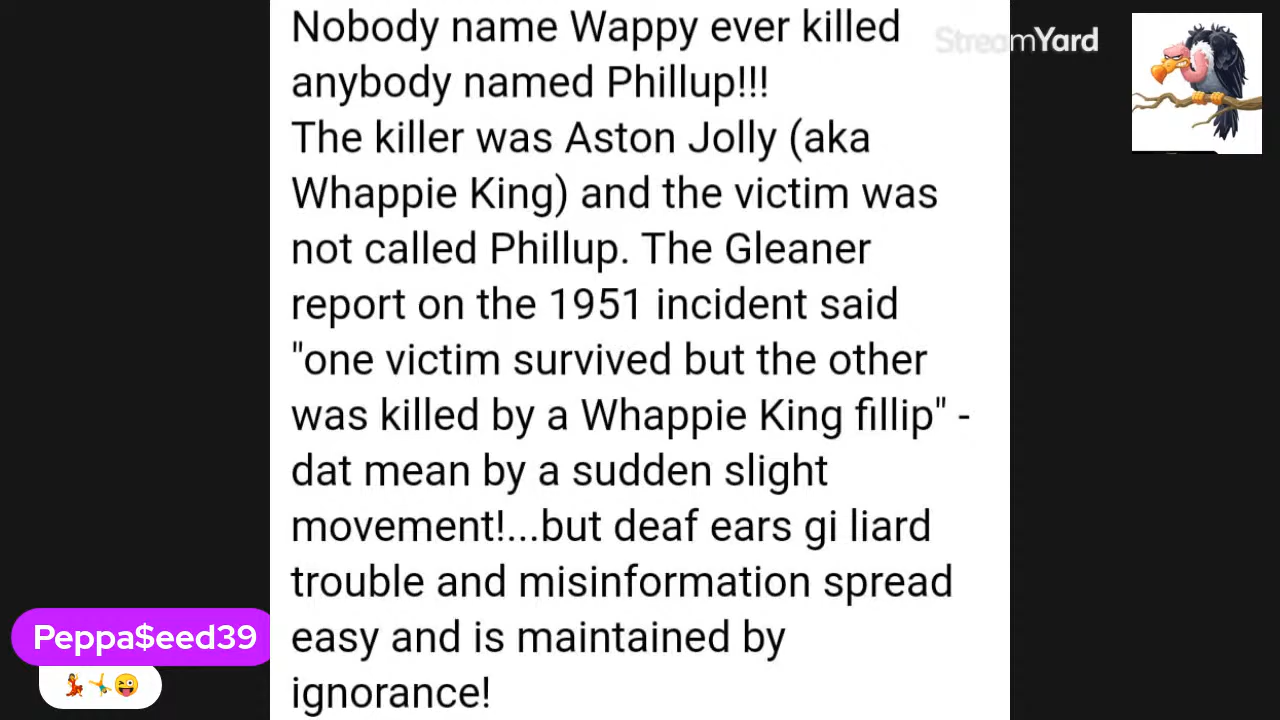 Nobody name Wappy ever killed
anybody named Phillup!!!
The killer was Aston Jolly (aka
Whappie King) and the victim was
not called Phillup. The Gleaner
report on the 1951 incident said
"one victim survived but the other
was killed by a Whappie King fillip" -
dat mean by a sudden slight
movement!...but deaf ears gi liard
trouble and misinformation spread
easy and is maintained by
ignorance!
StreamYard
Peppa$eed39
💃🤸😜